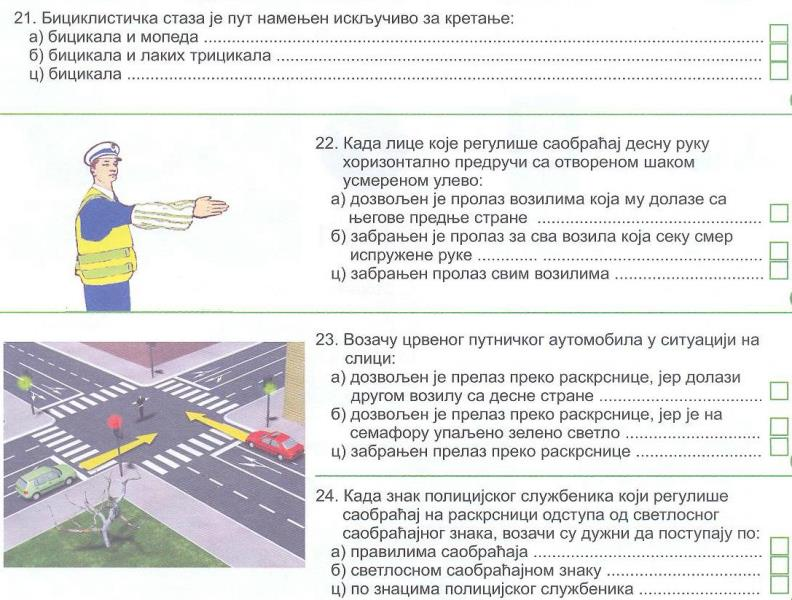 21. Бициклистичка стаза је пут намењен искључиво за кретање:
а) бицикала и мопеда ........................................................
б) бицикала и лаких трицикала ........................................................
ц) бицикала ........................................................
22. Када лице које регулише саобраћај десну руку
хоризонтално предручи са отвореном шаком
усмереном улево:
а) дозвољен је пролаз возилима која му долазе са
његове предње стране ........................................
б) забрањен је пролаз за сва возила која секу смер
испружене руке ............. ........................................
ц) забрањен пролаз свим возилима ................................
23. Возачу црвеног путничког аутомобила у ситуацији на
слици:
а) дозвољен је прелаз преко раскрснице, јер долази
другом возилу са десне стране ................................
б) дозвољен је прелаз преко раскрснице, јер је на
семафору упаљено зелено светло ............................
ц) забрањен прелаз преко раскрснице ............................
24. Када знак полицијског службеника који регулише
саобраћај на раскрсници одступа од светлосног
саобраћајног знака, возачи су дужни да поступају по:
а) правилима саобраћаја ........................................
б) светлосном саобраћајном знаку ................................
ц) по знацима полицијског службеника ............................